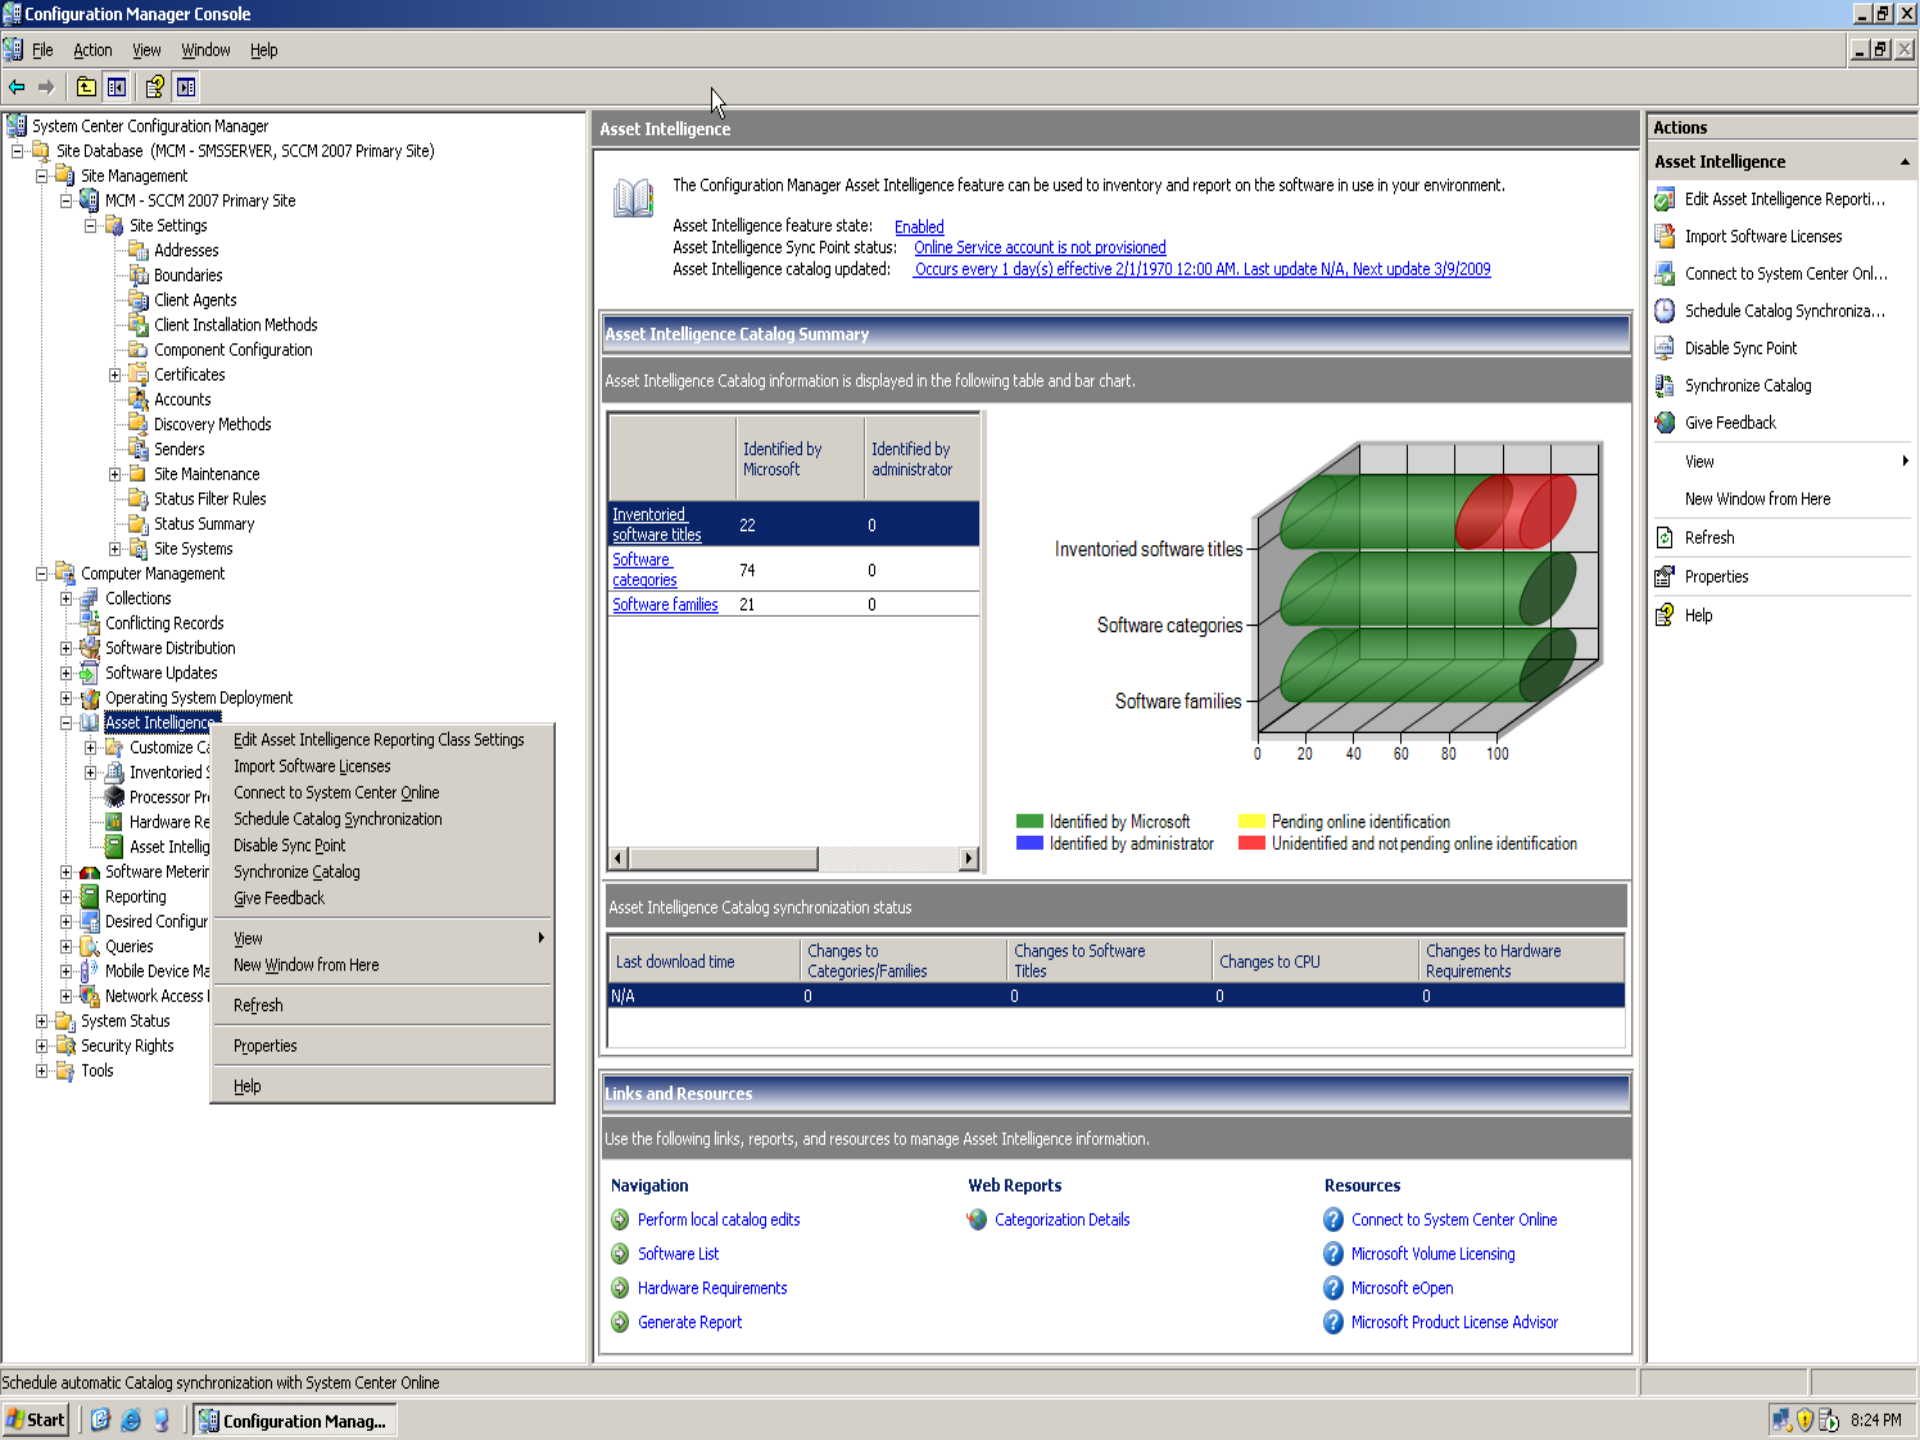 Configuration Manager Console
File Action View Window Help
System Center Configuration Manager
Site Database (MCM - SMSSERVER, SCCM 2007 Primary Site)
Site Management
MCM - SCCM 2007 Primary Site
Site Settings
Addresses
Boundaries
Client Agents
Client Installation Methods
Component Configuration
Certificates
Accounts
Discovery Methods
Senders
Site Maintenance
Status Filter Rules
Status Summary
Site Systems
Computer Management
Collections
Conflicting Records
Software Distribution
Software Updates
Operating System Deployment
Asset Intelligence
Customize Ca
Inventoried S
Processor Pr
Hardware Re
Asset Intellig
Software Meterin
Reporting
Desired Configur
Queries
Mobile Device Ma
Network Access
System Status
Security Rights
Tools
Edit Asset Intelligence Reporting Class Settings
Import Software Licenses
Connect to System Center Online
Schedule Catalog Synchronization
Disable Sync Point
Synchronize Catalog
Give Feedback
View
New Window from Here
Refresh
Properties
Help
Asset Intelligence
The Configuration Manager Asset Intelligence feature can be used to inventory and report on the software in use in your environment.
Asset Intelligence feature state: Enabled
Asset Intelligence Sync Point status: Online Service account is not provisioned
Asset Intelligence catalog updated: Occurs every 1 day(s) effective 2/1/1970 12:00 AM. Last update N/A, Next update 3/9/2009
Asset Intelligence Catalog Summary
Asset Intelligence Catalog information is displayed in the following table and bar chart.
Identified by Microsoft
Identified by administrator
Inventoried software titles 22 0
Software categories 74 0
Software families 21 0
Inventoried software titles
Software categories
Software families
0 20 40 60 80 100
Identified by Microsoft
Pending online identification
Identified by administrator
Unidentified and not pending online identification
Asset Intelligence Catalog synchronization status
Last download time
Changes to Categories/Families
Changes to Software Titles
Changes to CPU
Changes to Hardware Requirements
N/A 0 0 0 0
Links and Resources
Use the following links, reports, and resources to manage Asset Intelligence information.
Navigation
Perform local catalog edits
Software List
Hardware Requirements
Generate Report
Web Reports
Categorization Details
Resources
Connect to System Center Online
Microsoft Volume Licensing
Microsoft eOpen
Microsoft Product License Advisor
Actions
Asset Intelligence
Edit Asset Intelligence Reporti...
Import Software Licenses
Connect to System Center Onl...
Schedule Catalog Synchroniza...
Disable Sync Point
Synchronize Catalog
Give Feedback
View
New Window from Here
Refresh
Properties
Help
Schedule automatic Catalog synchronization with System Center Online
Start
Configuration Manag...
8:24 PM